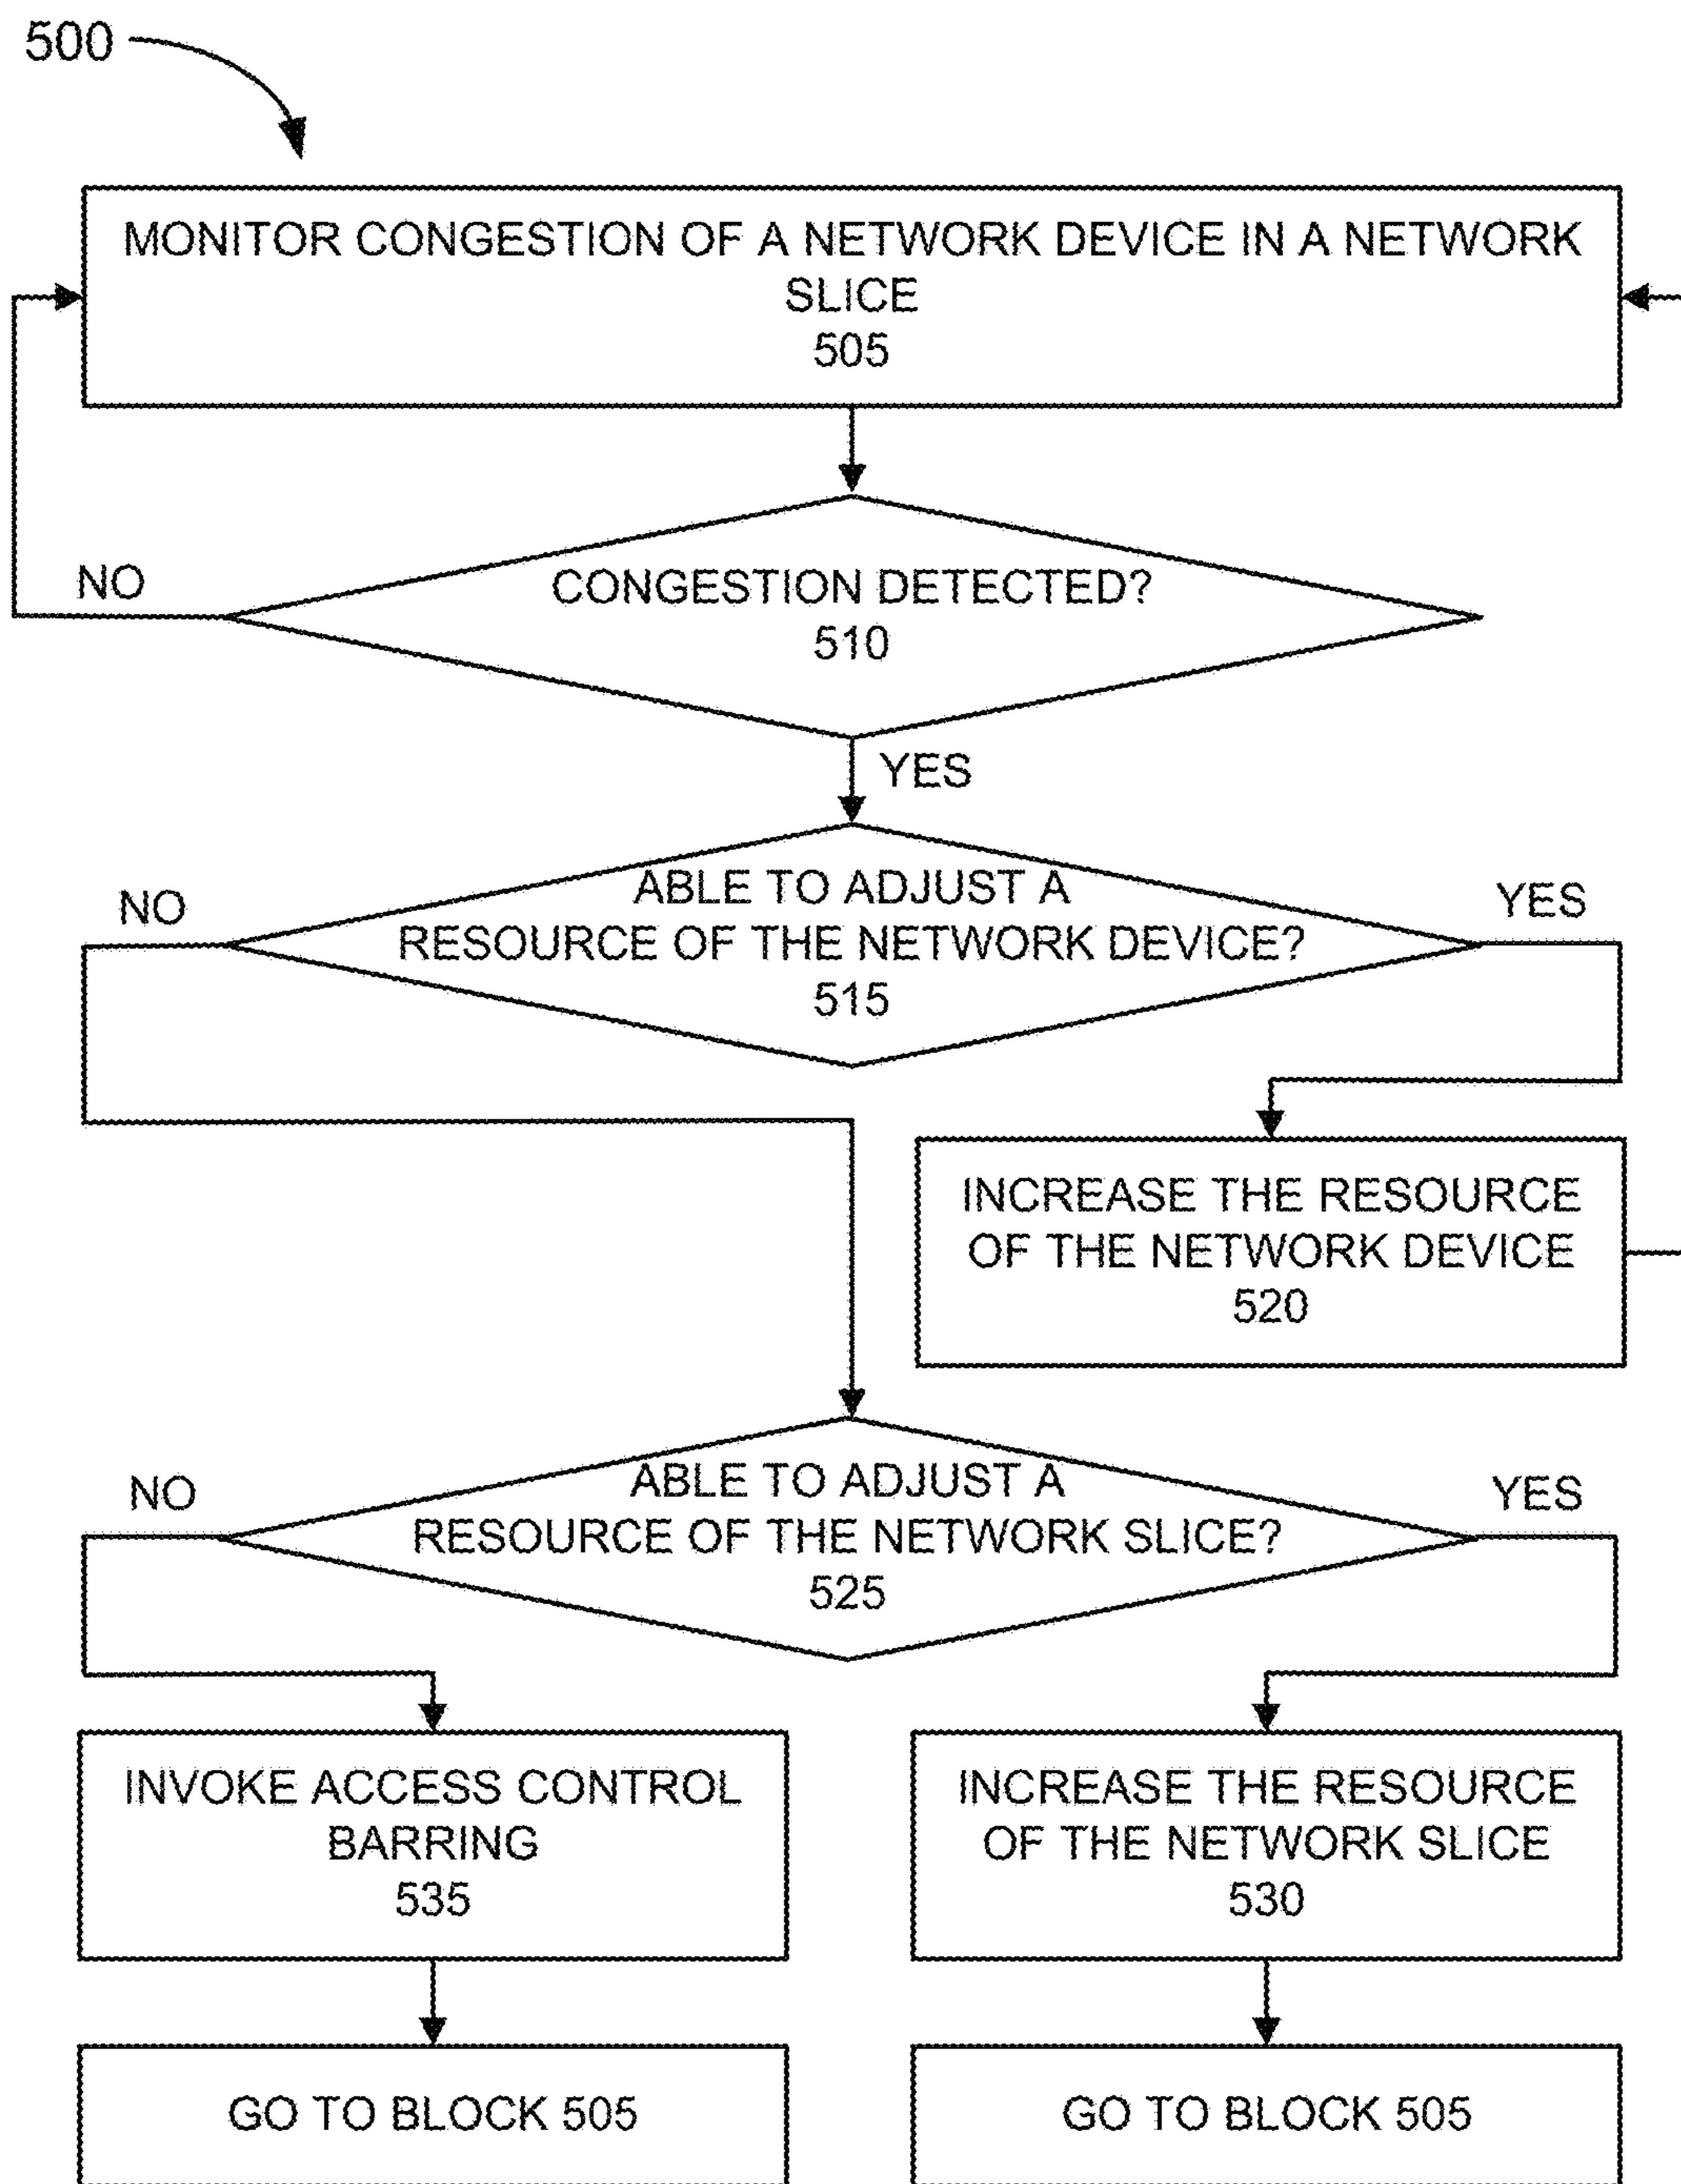 500
MONITOR CONGESTION OF A NETWORK DEVICE IN A NETWORK
SLICE
505
NO
CONGESTION DETECTED?
510
YES
NO
ABLE TO ADJUST A
RESOURCE OF THE NETWORK DEVICE?
515
YES
INCREASE THE RESOURCE
OF THE NETWORK DEVICE
520
NO
ABLE TO ADJUST A
RESOURCE OF THE NETWORK SLICE?
525
YES
INVOKE ACCESS CONTROL
BARRING
535
INCREASE THE RESOURCE
OF THE NETWORK SLICE
530
GO TO BLOCK 505
GO TO BLOCK 505